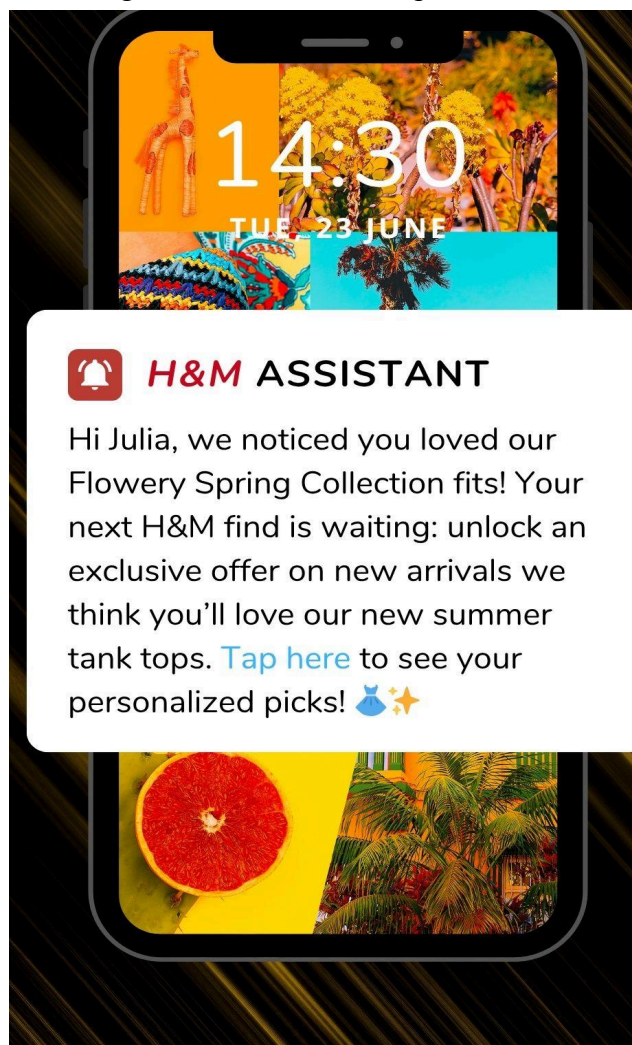 14:30
TUE, 23 JUNE
H&M ASSISTANT
Hi Julia, we noticed you loved our
Flowery Spring Collection fits! Your
next H&M find is waiting: unlock an
exclusive offer on new arrivals we
think you’ll love our new summer
tank tops. Tap here to see your
personalized picks! 👗✨